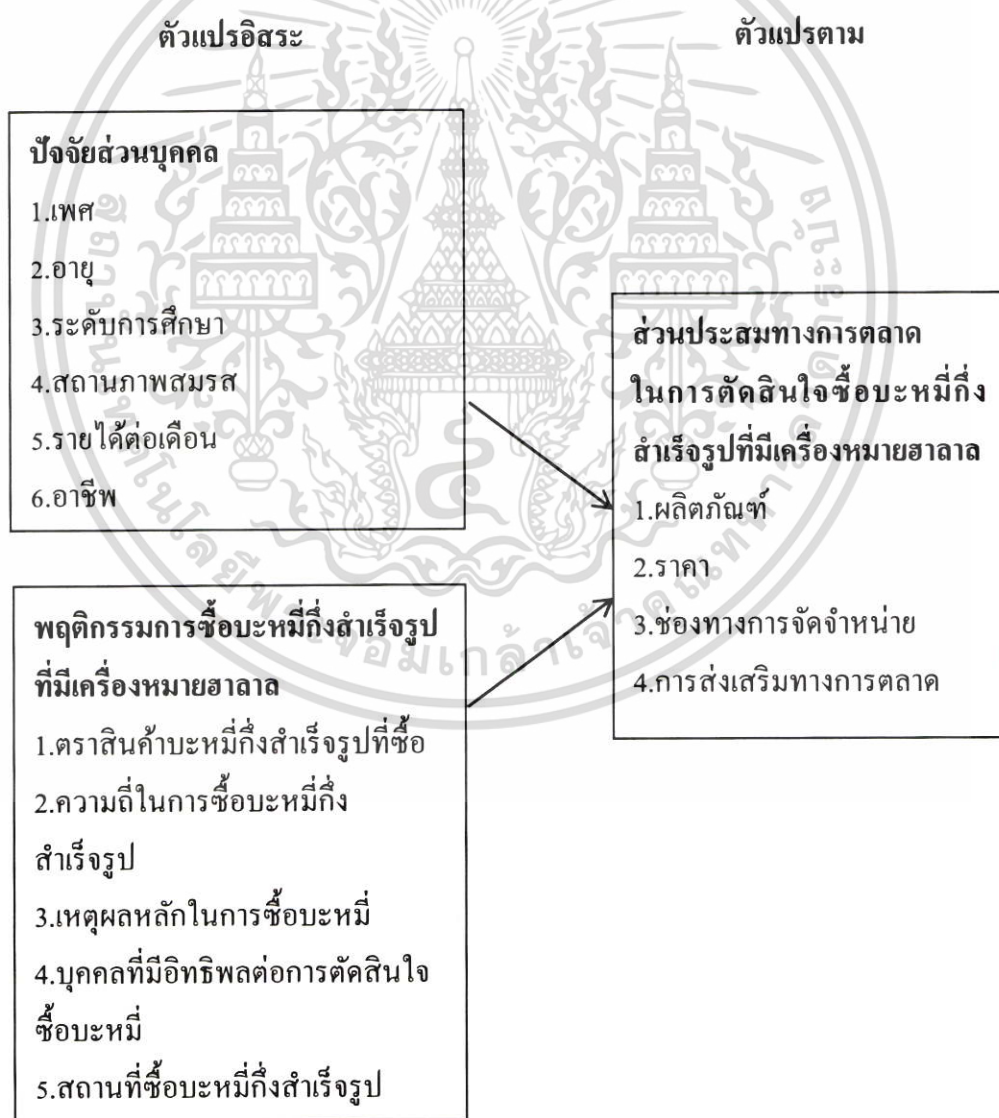 ตัวแปรอิสระ
ตัวแปรตาม
ปัจจัยส่วนบุคคล
1.เพศ
2.อายุ
3.ระดับการศึกษา
4.สถานภาพสมรส
5.รายได้ต่อเดือน
6.อาชีพ
พฤติกรรมการซื้อบะหมี่กึ่งสำเร็จรูป
ที่มีเครื่องหมายฮาลาล
1.ตราสินค้าบะหมี่กึ่งสำเร็จรูปที่ซื้อ
2.ความถี่ในการซื้อบะหมี่กึ่ง
สำเร็จรูป
3.เหตุผลหลักในการซื้อบะหมี่
4.บุคคลที่มีอิทธิพลต่อการตัดสินใจ
ซื้อบะหมี่
5.สถานที่ซื้อบะหมี่กึ่งสำเร็จรูป
ส่วนประสมทางการตลาด
ในการตัดสินใจซื้อบะหมี่กึ่ง
สำเร็จรูปที่มีเครื่องหมายฮาลาล
1.ผลิตภัณฑ์
2.ราคา
3.ช่องทางการจัดจำหน่าย
4.การส่งเสริมทางการตลาด